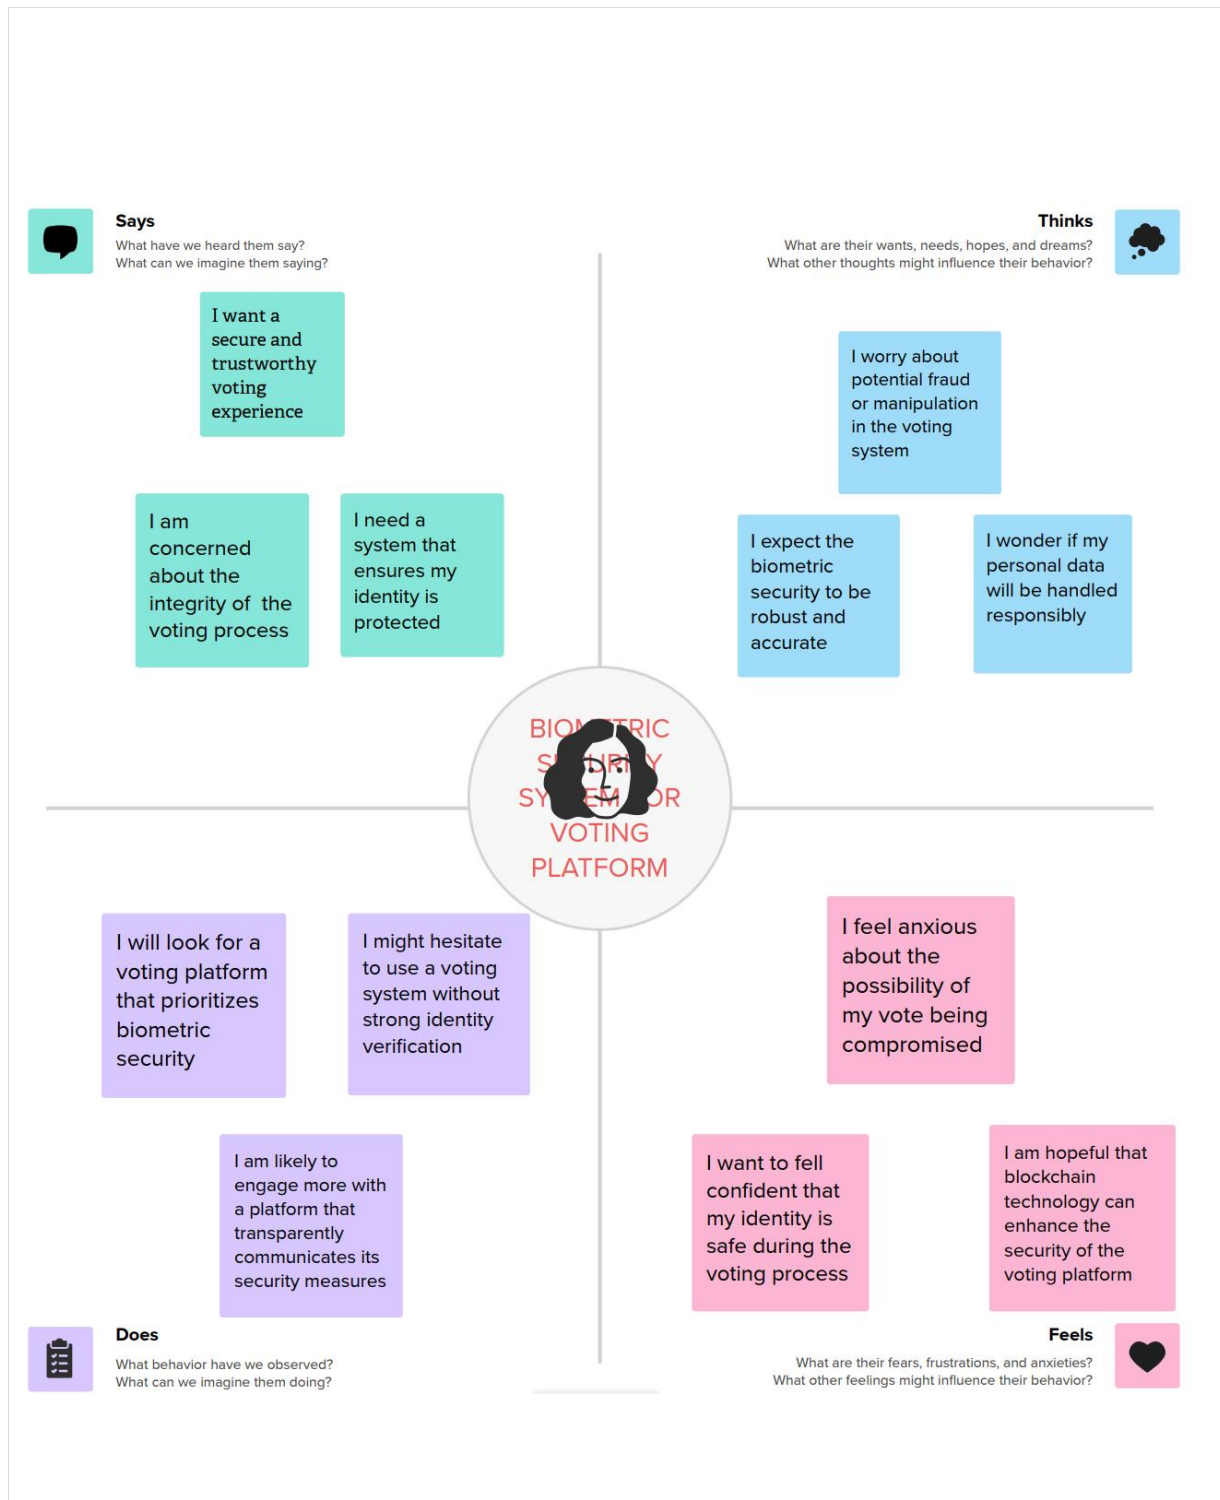 Says
What have we heard them say?
What can we imagine them saying?
I want a
secure and
trustworthy
voting
experience
I am
concerned
about the
integrity of the
voting process
I need a
system that
ensures my
identity is
protected
Thinks
What are their wants, needs, hopes, and dreams?
What other thoughts might influence their behavior?
I worry about
potential fraud
or manipulation
in the voting
system
I expect the
biometric
security to be
robust and
accurate
I wonder if my
personal data
will be handled
responsibly
BIOMETRIC
SECURITY
SYSTEM FOR
VOTING
PLATFORM
I will look for a
voting platform
that prioritizes
biometric
security
I might hesitate
to use a voting
system without
strong identity
verification
I am likely to
engage more with
a platform that
transparently
communicates its
security measures
Does
What behavior have we observed?
What can we imagine them doing?
I feel anxious
about the
possibility of
my vote being
compromised
I want to fell
confident that
my identity is
safe during the
voting process
I am hopeful that
blockchain
technology can
enhance the
security of the
voting platform
Feels
What are their fears, frustrations, and anxieties?
What other feelings might influence their behavior?